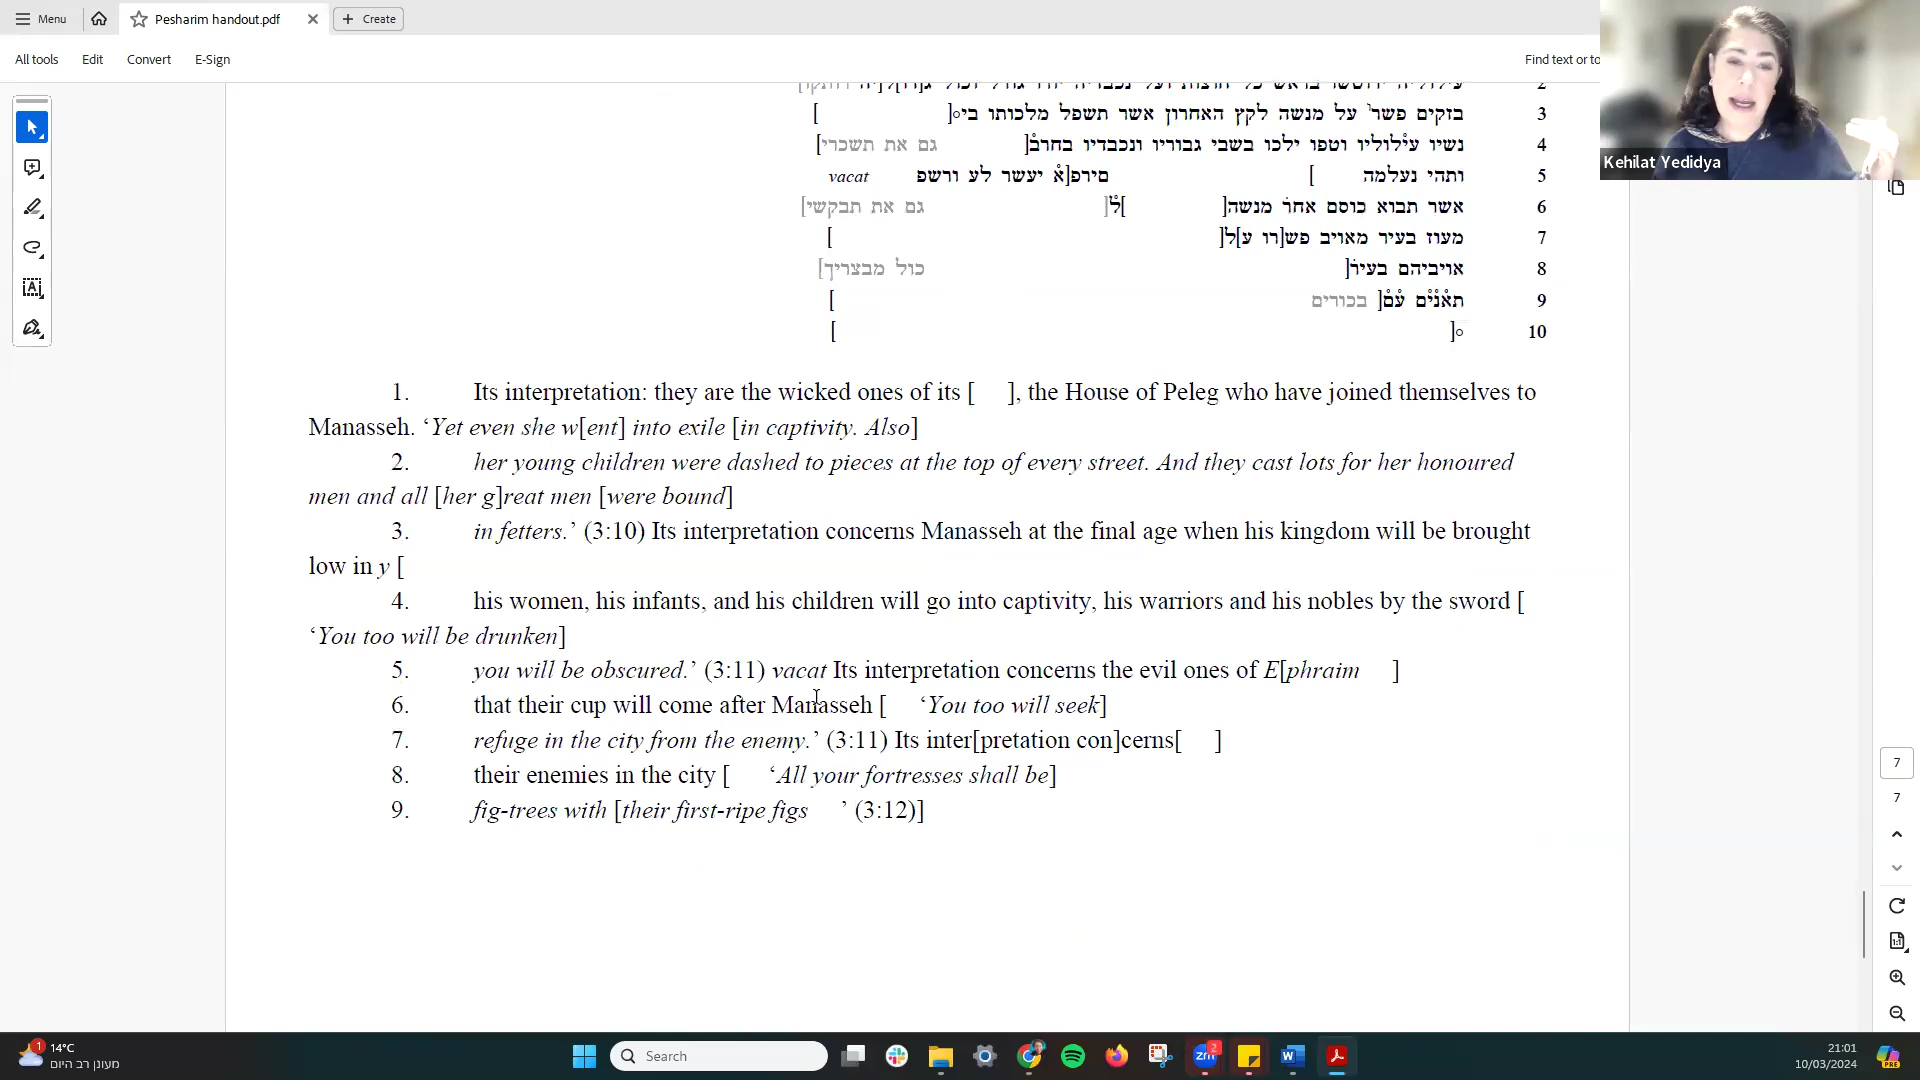 Menu
Pesharim handout.pdf
Create
All tools
Edit
Convert
E-Sign
Find text or to
Kehilat Yedidya
2
בזקים פשר על מנשה לקץ האחרון אשר תשפל מלכותו בי○[ ]
3
נשיו עילוליו וטפו ילכו בשבי גבוריו ונכבדיו בחרב[ גם את תשכרי]
4
ותהי נעלמה [ סירפ]א יעשר לע ורשפ vacat
5
אשר תבוא כוסם אחר מנשה[ ]ל[ גם את תבקשי]
6
מעוז בעיר מאויב פש]רו ע[ל] [
7
אויביהם בעיר[ כול מבצריך]
8
תאנים עם[ בכורים ]
9
○[ ]
10
1. Its interpretation: they are the wicked ones of its [ ], the House of Peleg who have joined themselves to
Manasseh. ‘Yet even she w[ent] into exile [in captivity. Also]
2. her young children were dashed to pieces at the top of every street. And they cast lots for her honoured
men and all [her g]reat men [were bound]
3. in fetters.’ (3:10) Its interpretation concerns Manasseh at the final age when his kingdom will be brought
low in y [
4. his women, his infants, and his children will go into captivity, his warriors and his nobles by the sword [
‘You too will be drunken]
5. you will be obscured.’ (3:11) vacat Its interpretation concerns the evil ones of E[phraim ]
6. that their cup will come after Manasseh [ ‘You too will seek]
7. refuge in the city from the enemy.’ (3:11) Its inter[pretation con]cerns[ ]
8. their enemies in the city [ ‘All your fortresses shall be]
9. fig-trees with [their first-ripe figs ’ (3:12)]
7
7
1
14°C
מעונן רב היום
Search
2
21:01
10/03/2024
PRE